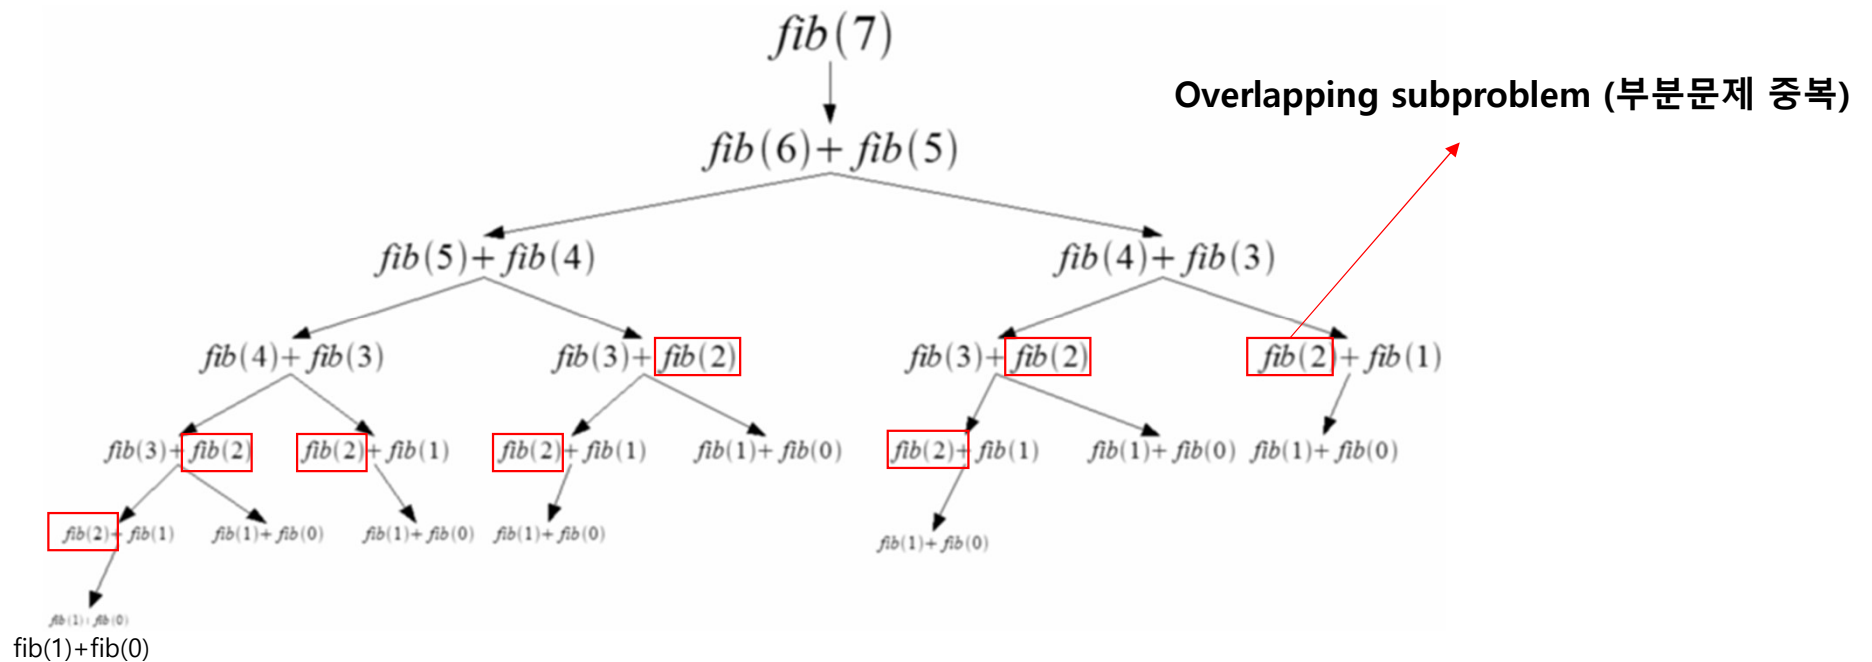 fib(7)
Overlapping subproblem (부분문제 중복)
fib(6)+ fib(5)
fib(5)+ fib(4)
fib(4)+ fib(3)
fib(4)+ fib(3)
fib(3)+ fib(2)
fib(3)+ fib(2)
fib(2)+ fib(1)
fib(3)+ fib(2)
fib(2)+ fib(1)
fib(2)+ fib(1)
fib(1)+ fib(0)
fib(2)+ fib(1)
fib(1)+ fib(0)
fib(1)+ fib(0)
fib(2)+ fib(1)
fib(1)+ fib(0)
fib(1)+ fib(0)
fib(1)+ fib(0)
fib(1)+ fib(0)
fib(1)+ fib(0)
fib(1)+fib(0)